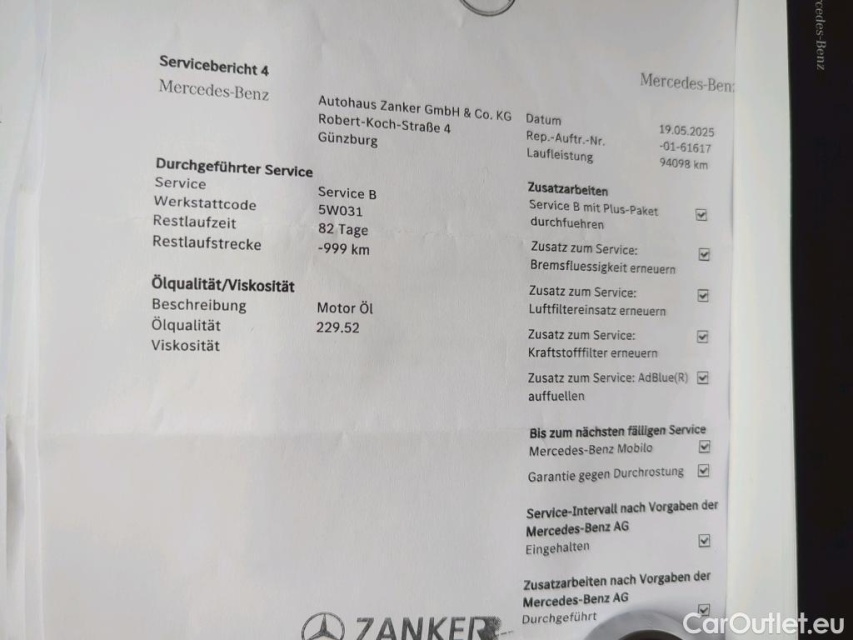 Servicebericht 4
Mercedes-Benz
Mercedes-Ben
Autohaus Zanker GmbH & Co. KG
Robert-Koch-Straße 4
Günzburg
Datum 19.05.2025
Rep.-Auftr.-Nr. -01-61617
Laufleistung 94098 km
Durchgeführter Service
Service Service B
Werkstattcode 5W031
Restlaufzeit 82 Tage
Restlaufstrecke -999 km
Ölqualität/Viskosität
Beschreibung Motor Öl
Ölqualität 229.52
Viskosität
Zusatzarbeiten
Service B mit Plus-Paket
durchfuehren
Zusatz zum Service:
Bremsfluessigkeit erneuern
Zusatz zum Service:
Luftfiltereinsatz erneuern
Zusatz zum Service:
Kraftstofffilter erneuern
Zusatz zum Service: AdBlue(R)
auffuellen
Bis zum nächsten fälligen Service
Mercedes-Benz Mobilo
Garantie gegen Durchrostung
Service-Intervall nach Vorgaben der
Mercedes-Benz AG
Eingehalten
Zusatzarbeiten nach Vorgaben der
Mercedes-Benz AG
Durchgeführt
ZANKER
rcedes-Benz
CarOutlet.eu